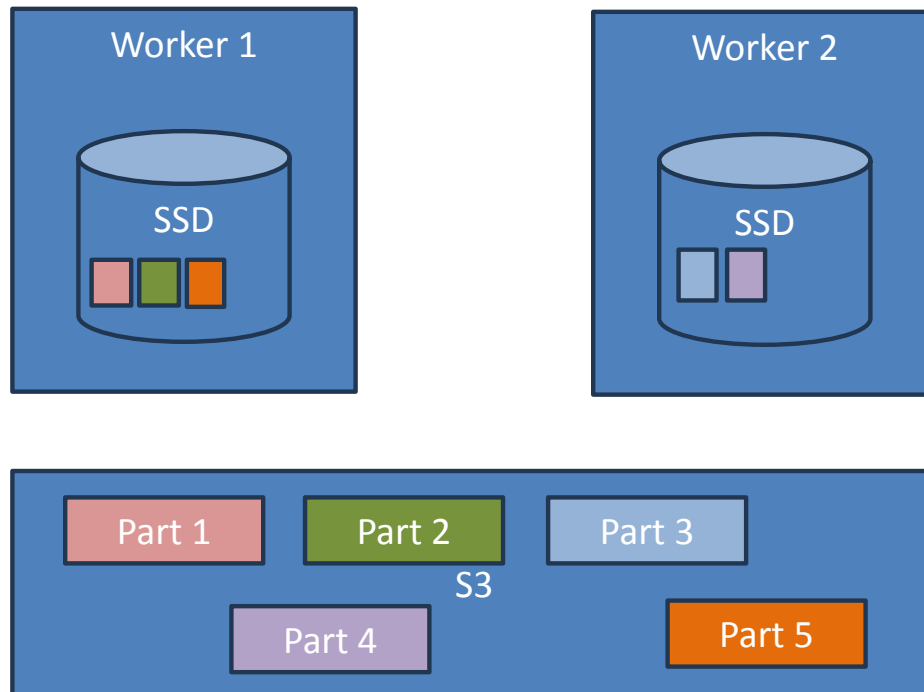 Worker 1
Worker 2
SSD
SSD
Part 1
Part 2
Part 3
S3
Part 4
Part 5